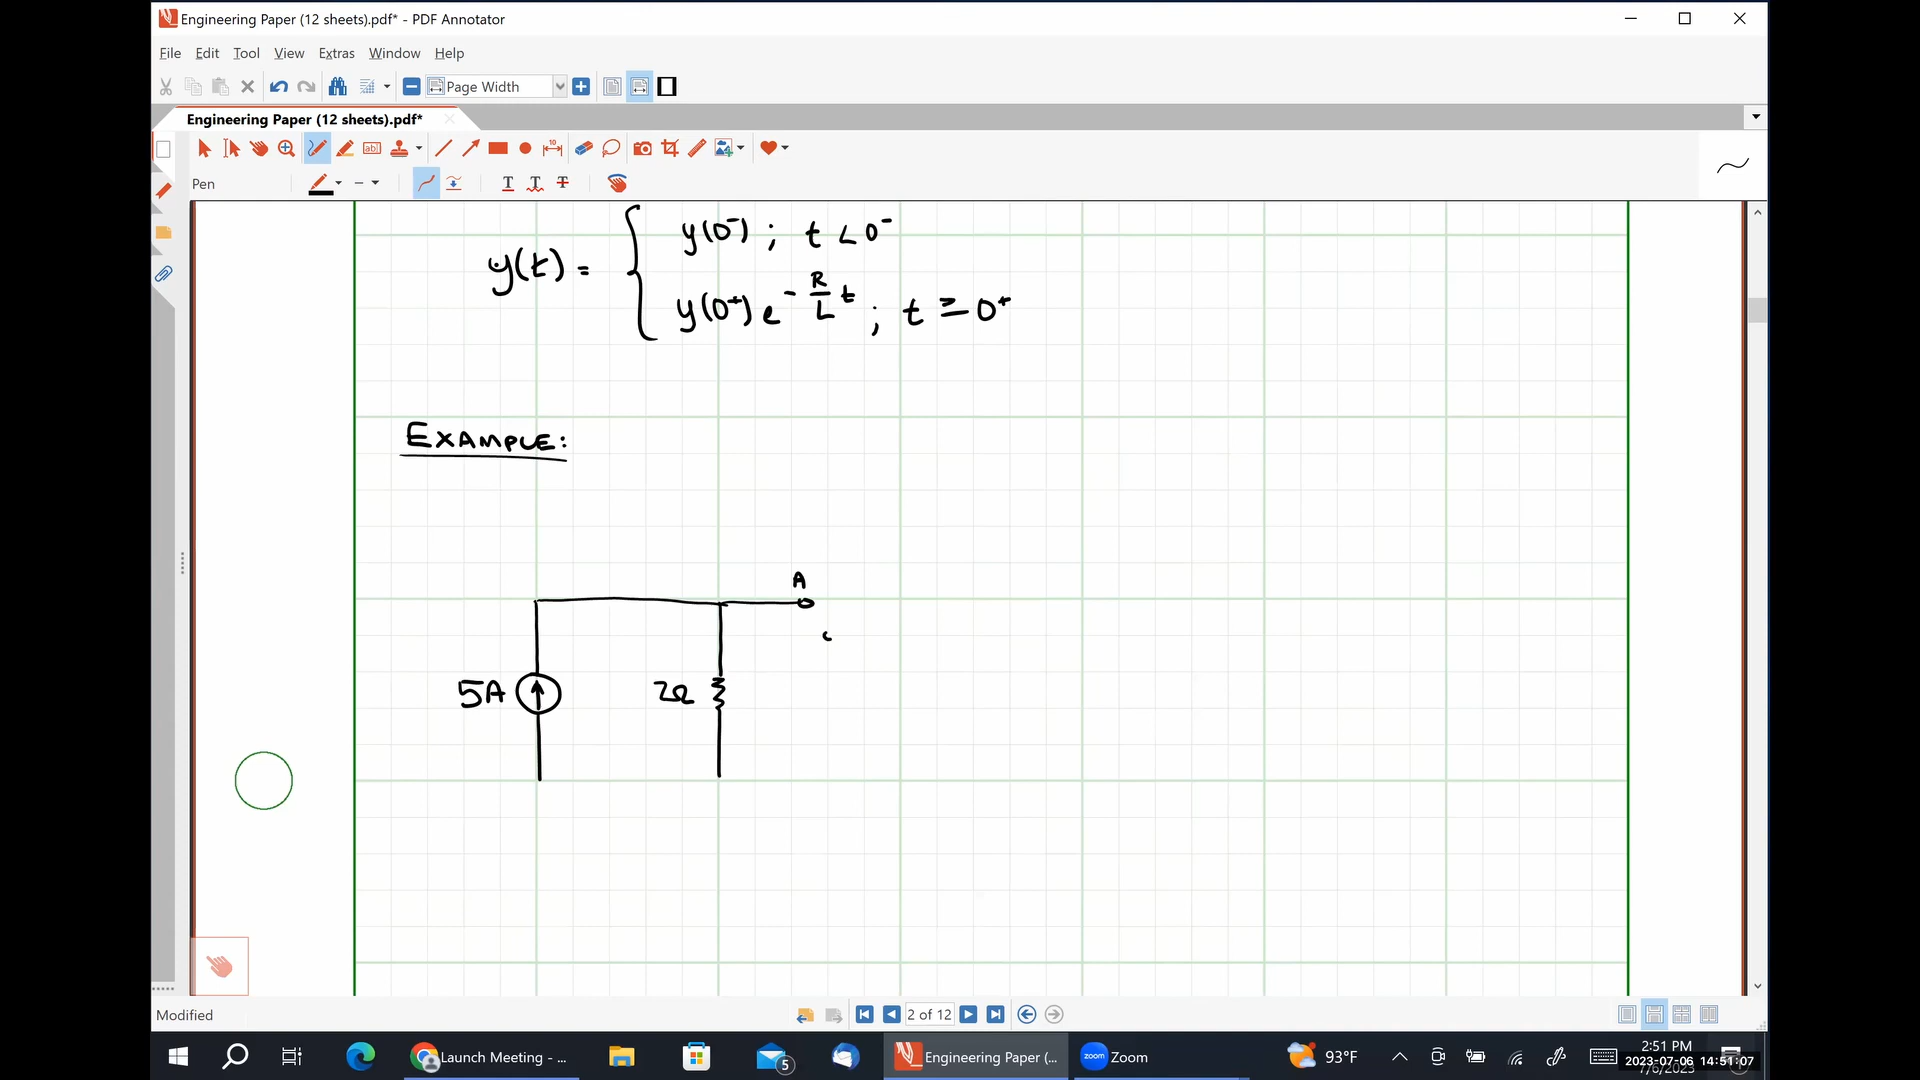 Engineering Paper (12 sheets).pdf* - PDF Annotator
File Edit Tool View Extras Window Help
Page Width
Engineering Paper (12 sheets).pdf*
Pen
y(t) = { y(0⁻) ; t < 0⁻
y(0⁺) e^{-R/L t} ; t ≥ 0⁺
EXAMPLE:
A
5A 2Ω
Modified 2 of 12
Launch Meeting - ... 5 Engineering Paper (... zoom Zoom 93°F 2:51 PM
2023-07-06 14:51:07